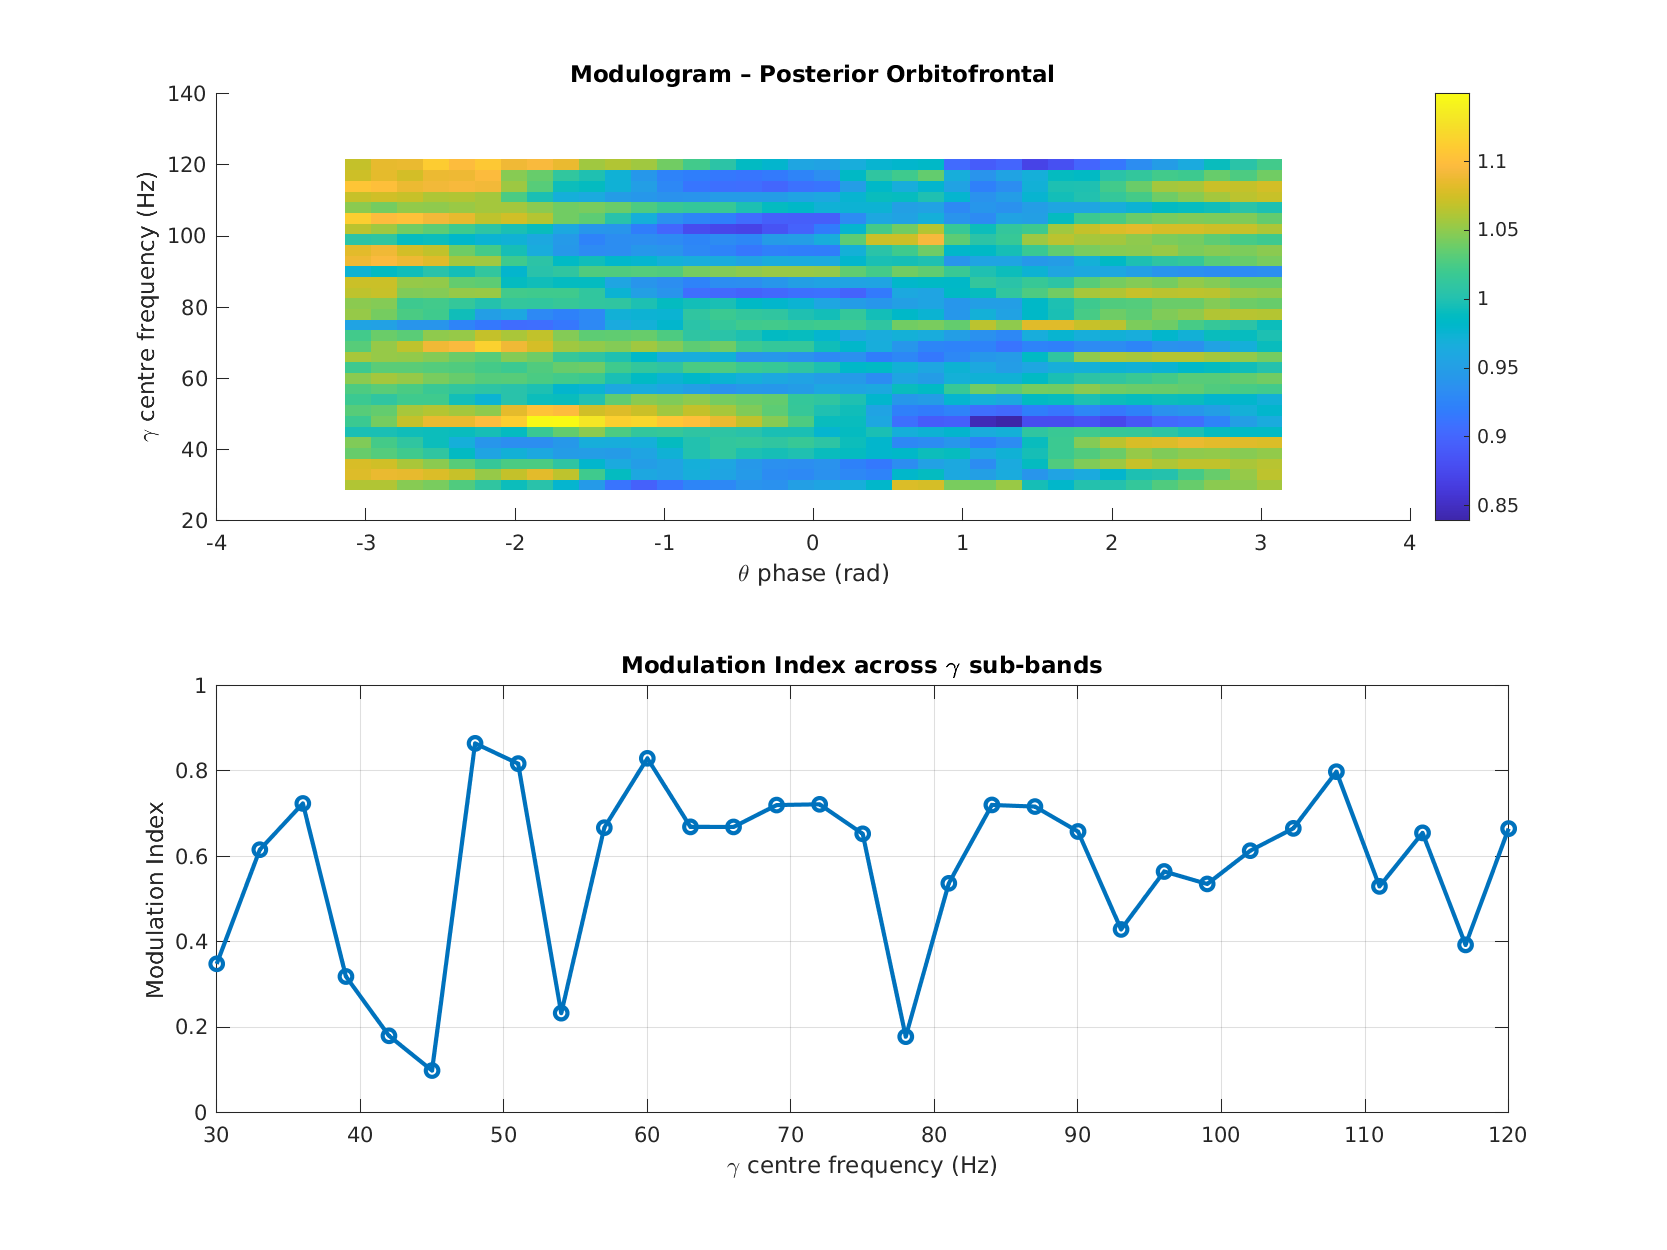 Modulogram – Posterior Orbitofrontal
140
120
100
80
60
40
20
γ centre frequency (Hz)
-4 -3 -2 -1 0 1 2 3 4
θ phase (rad)
1.1
1.05
1
0.95
0.9
0.85
Modulation Index across γ sub-bands
1
0.8
0.6
0.4
0.2
0
Modulation Index
30 40 50 60 70 80 90 100 110 120
γ centre frequency (Hz)